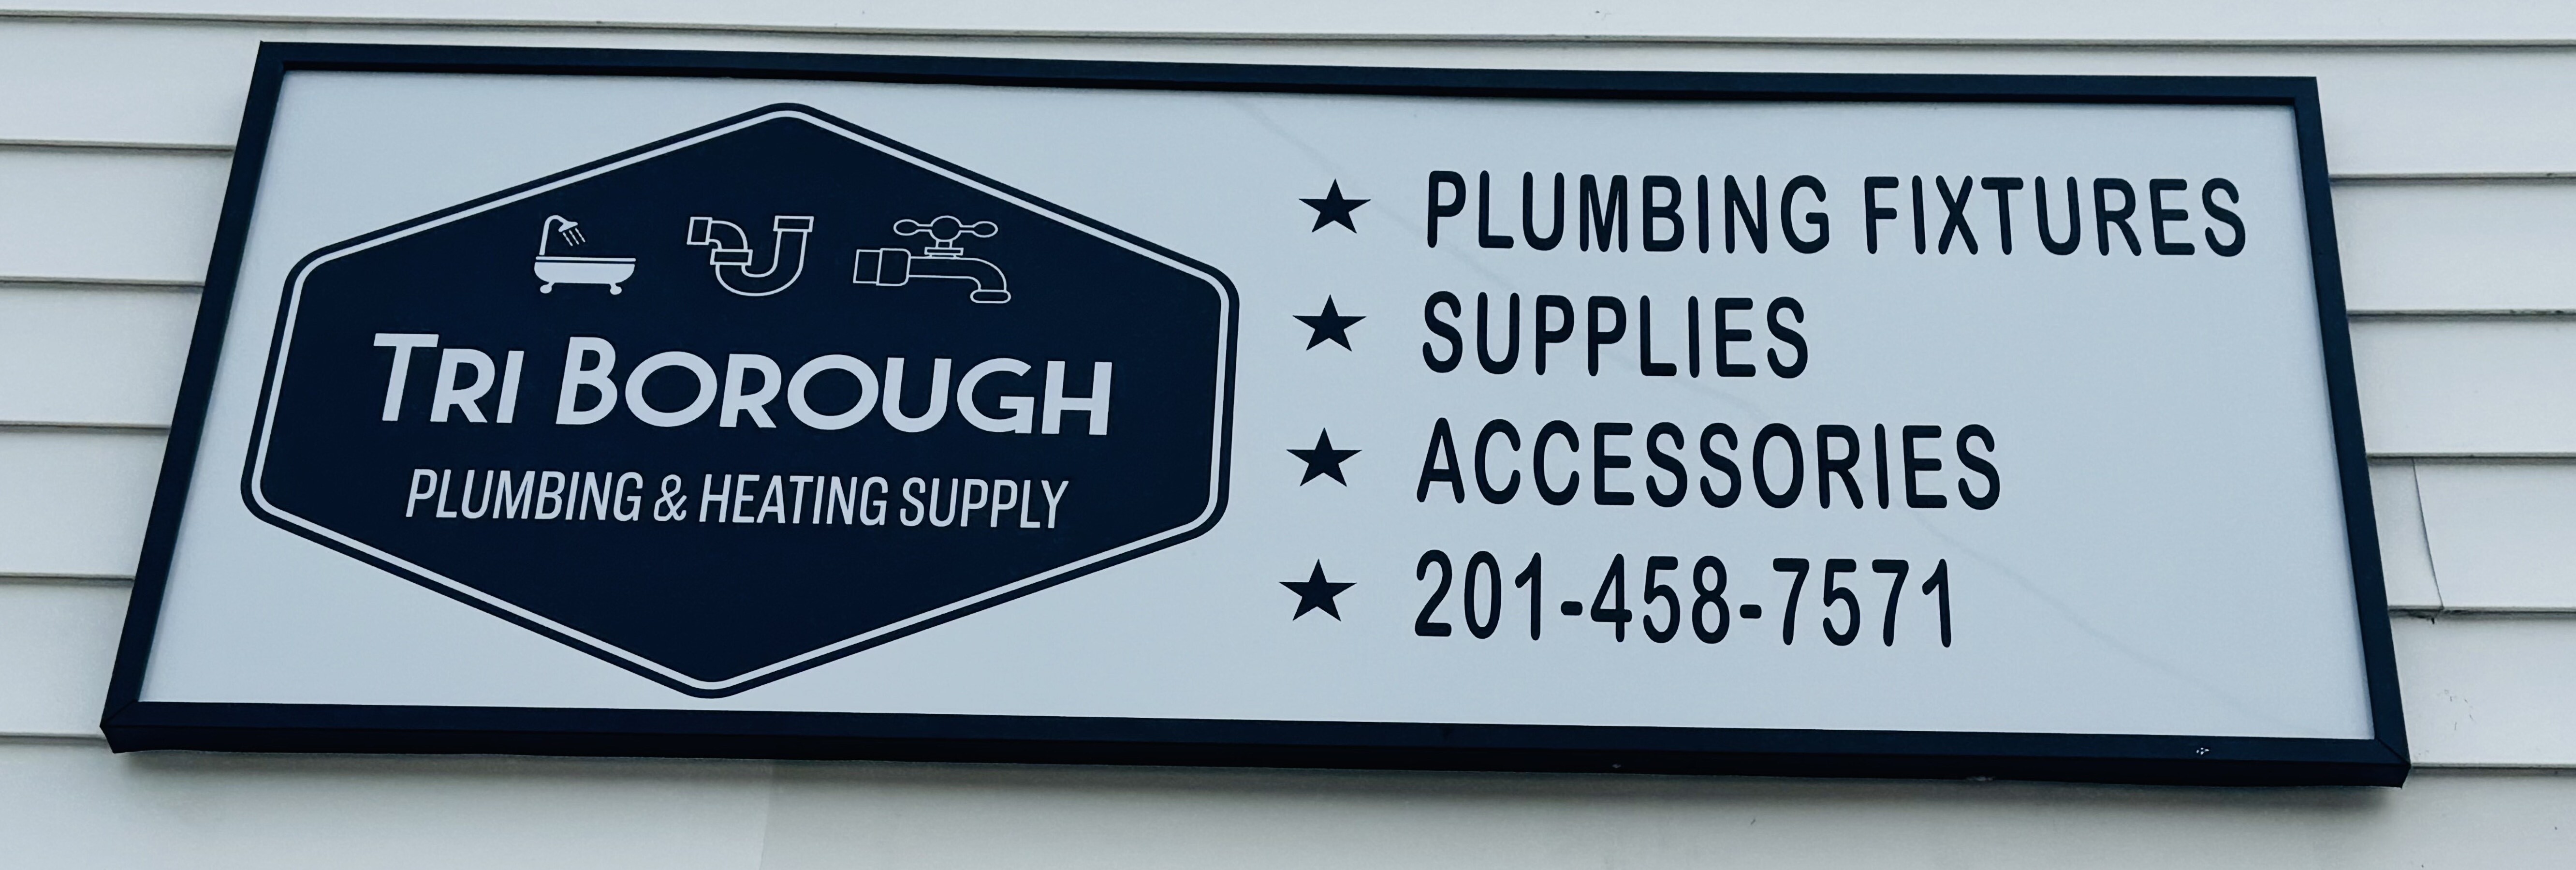 TRI BOROUGH
PLUMBING & HEATING SUPPLY
★ PLUMBING FIXTURES
★ SUPPLIES
★ ACCESSORIES
★ 201-458-7571